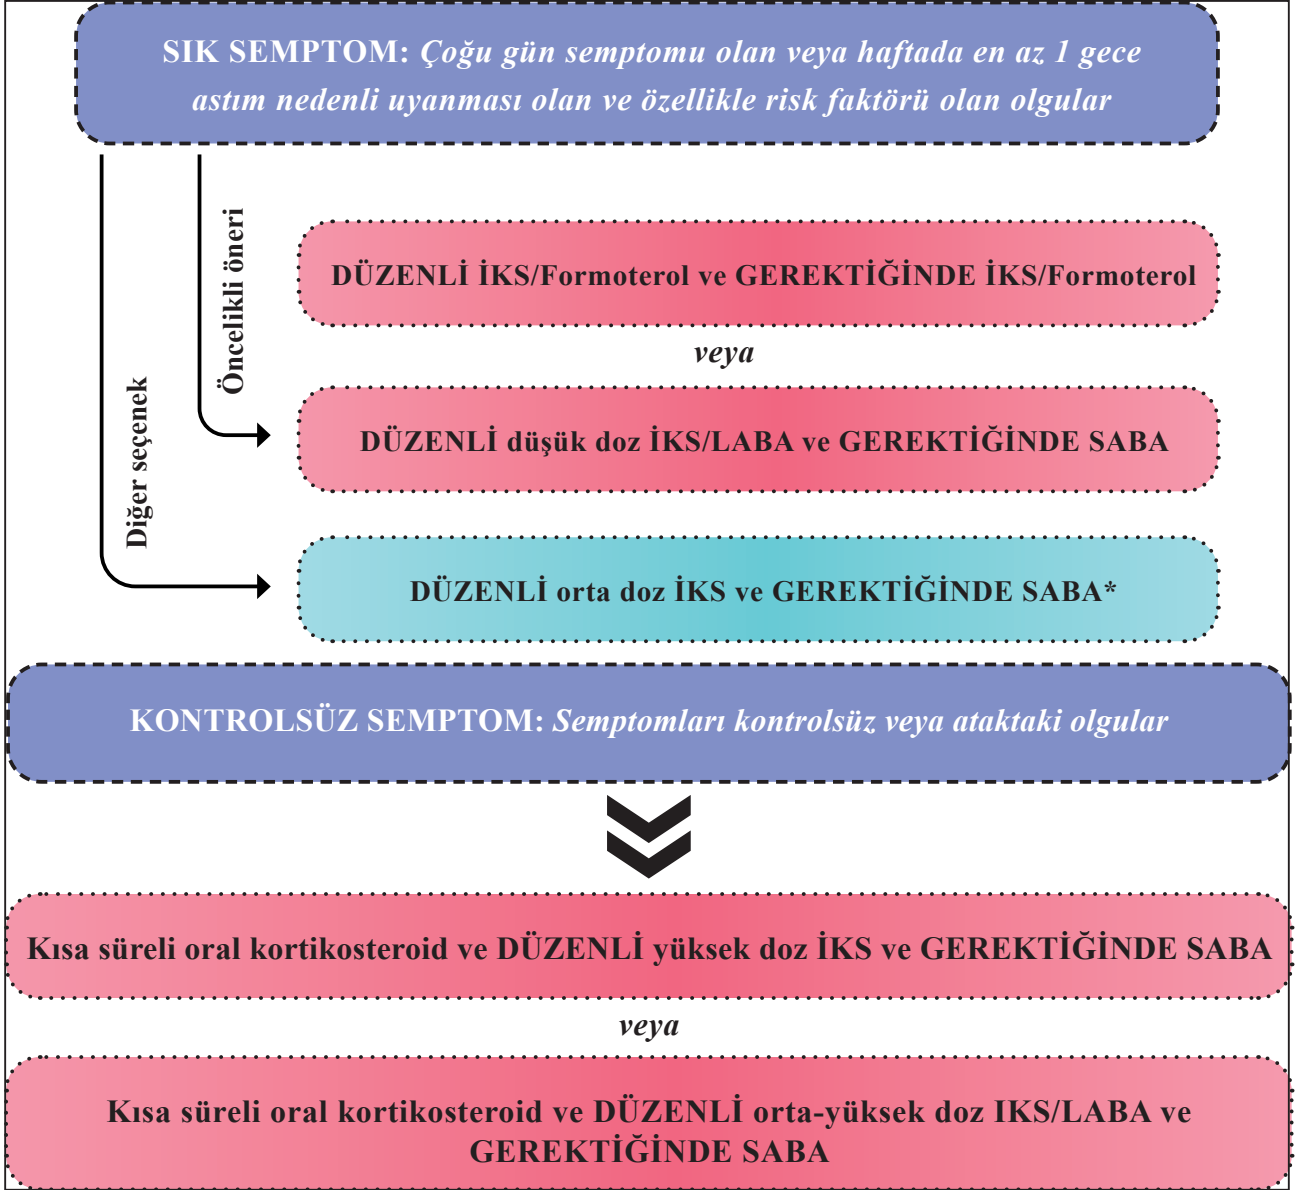 SIK SEMPTOM: Çoğu gün semptomu olan veya haftada en az 1 gece
astım nedenli uyanması olan ve özellikle risk faktörü olan olgular
Öncelikli öneri
Diğer seçenek
DÜZENLİ İKS/Formoterol ve GEREKTİĞİNDE İKS/Formoterol
veya
DÜZENLİ düşük doz İKS/LABA ve GEREKTİĞİNDE SABA
DÜZENLİ orta doz İKS ve GEREKTİĞİNDE SABA*
KONTROLSÜZ SEMPTOM: Semptomları kontrolsüz veya ataktaki olgular
Kısa süreli oral kortikosteroid ve DÜZENLİ yüksek doz İKS ve GEREKTİĞİNDE SABA
veya
Kısa süreli oral kortikosteroid ve DÜZENLİ orta-yüksek doz IKS/LABA ve
GEREKTİĞİNDE SABA